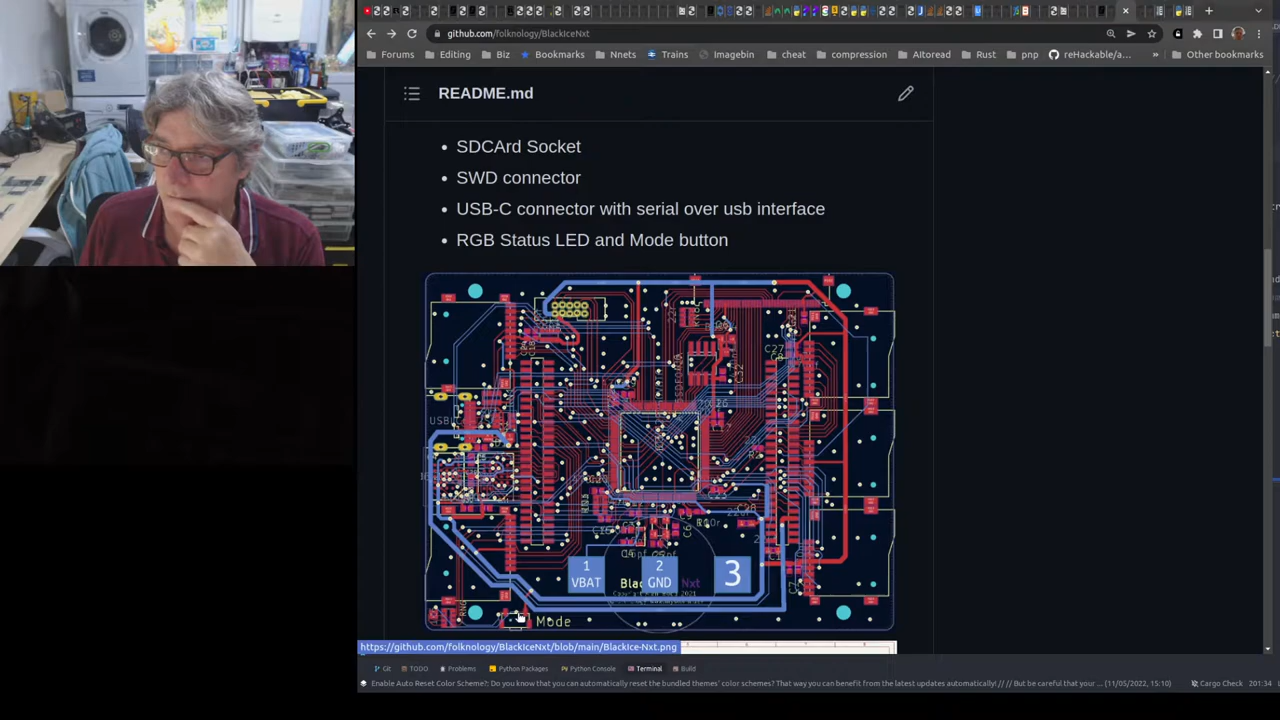 github.com/folknology/BlackIceNxt
Forums
Editing
Biz
Bookmarks
Nnets
Trains
Imagebin
cheat
compression
Altoread
Rust
pnp
reHackable/a...
»
Other bookmarks
README.md
• SDCArd Socket
• SWD connector
• USB-C connector with serial over usb interface
• RGB Status LED and Mode button
C27
C32
1
VBAT
2
GND
3
Mode
https://github.com/folknology/BlackIceNxt/blob/main/BlackIce-Nxt.png
Git
TODO
Problems
Python Packages
Python Console
Terminal
Build
Enable Auto Reset Color Scheme?: Do you know that you can automatically reset the bundled themes' color schemes? That way you can benefit from the latest updates automatically! // // But be careful that your ... (11/05/2022, 15:10)
Cargo Check
201:34